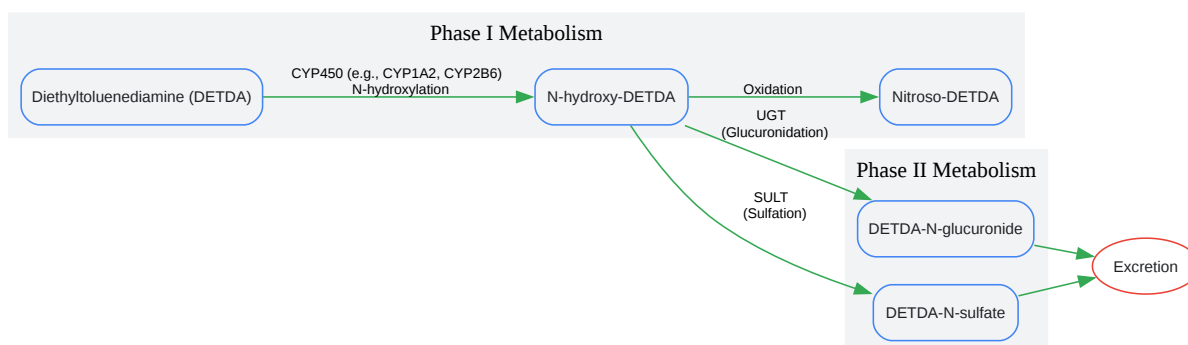 Phase I Metabolism
CYP450 (e.g., CYP1A2, CYP2B6)
N-hydroxylation
Diethyltoluenediamine (DETDA)
N-hydroxy-DETDA
Oxidation
Nitroso-DETDA
UGT
(Glucuronidation)
Phase II Metabolism
SULT
(Sulfation)
DETDA-N-glucuronide
Excretion
DETDA-N-sulfate